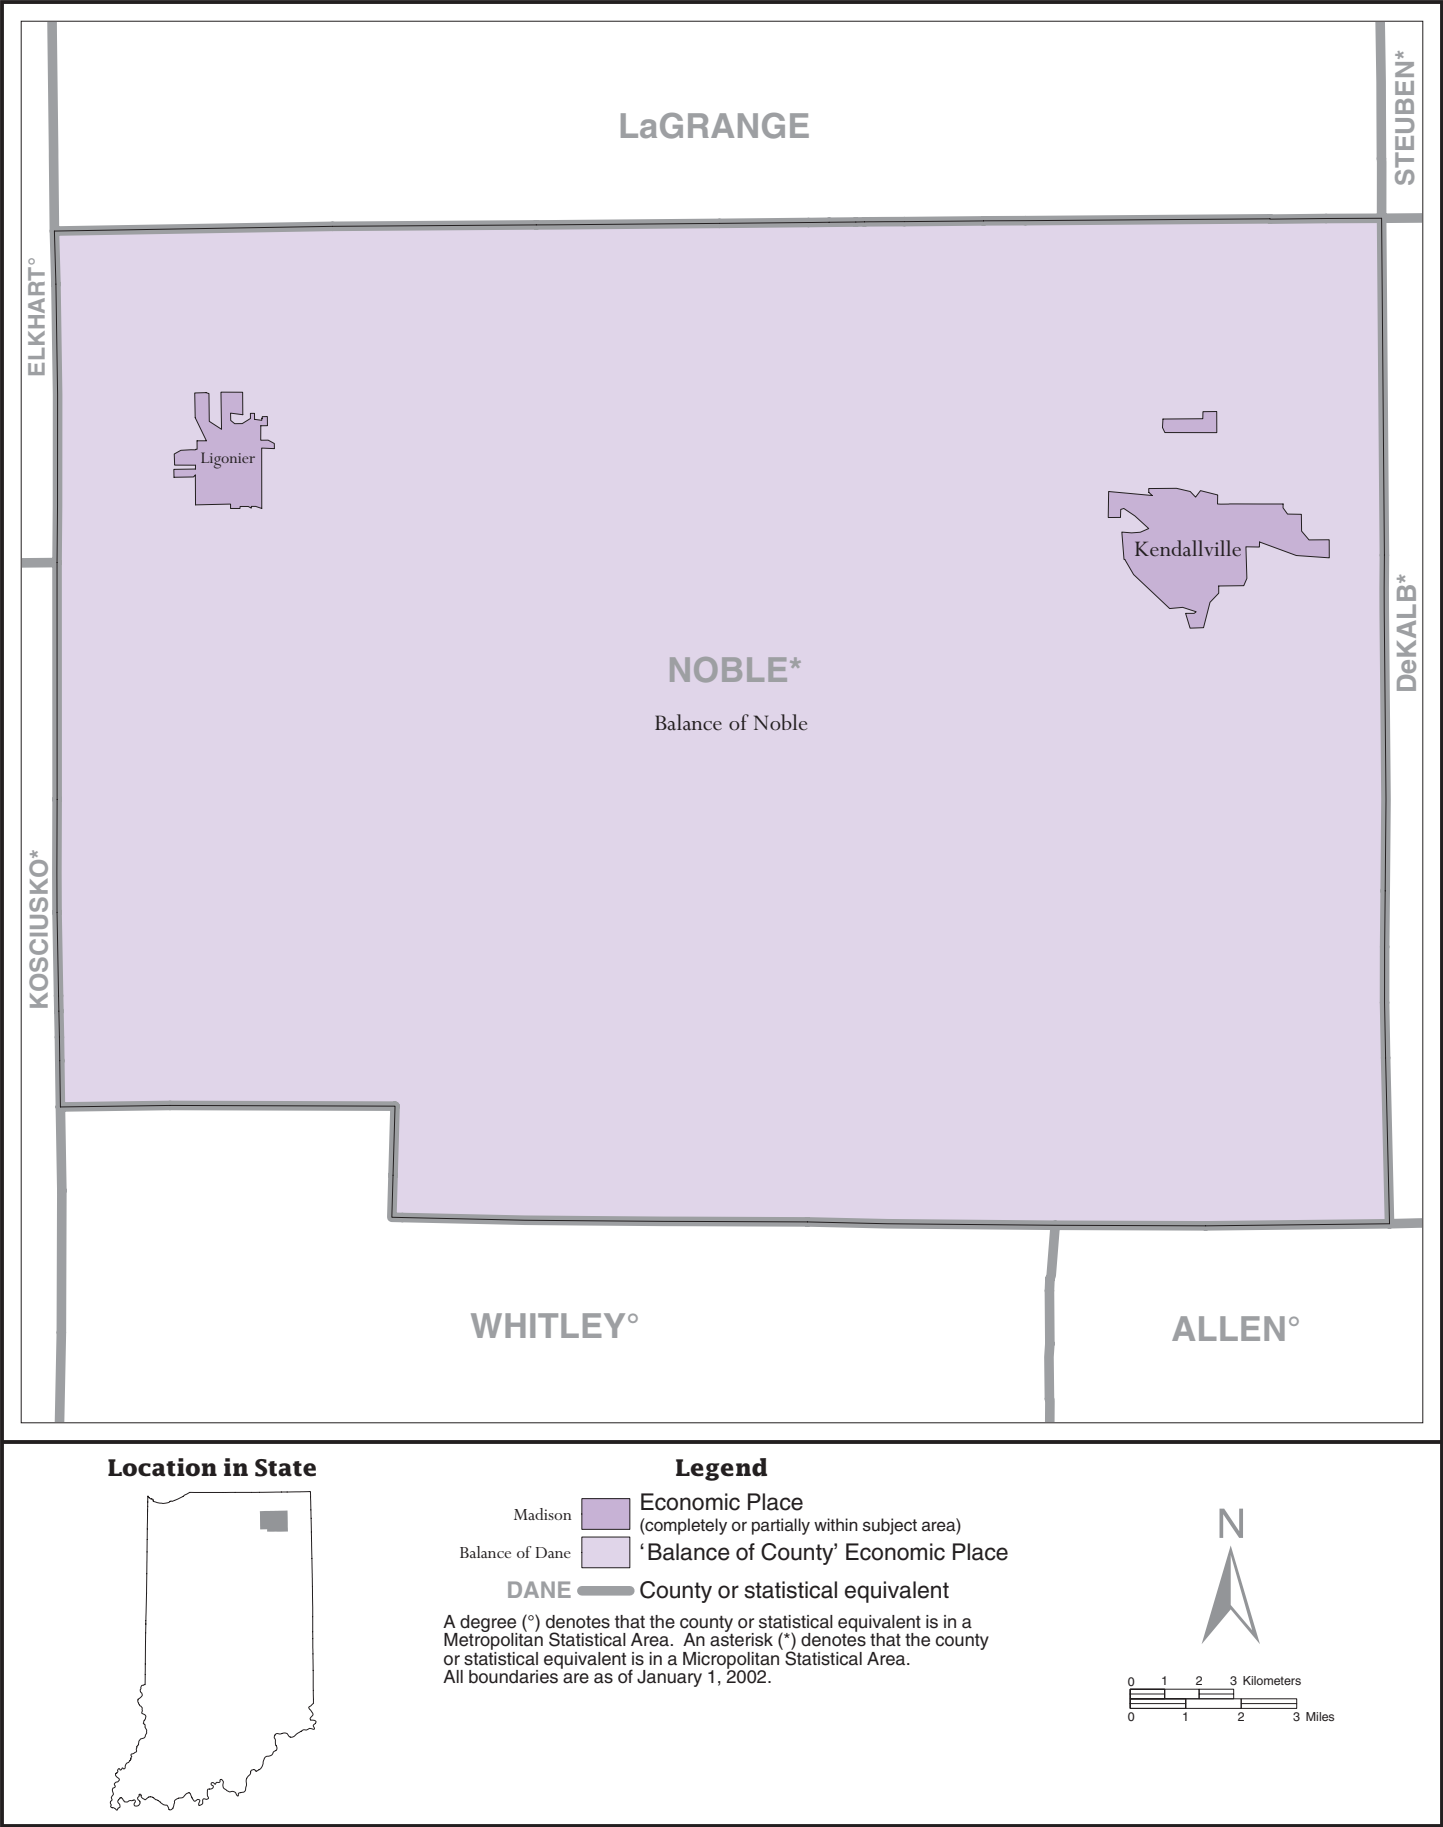 LaGRANGE
STEUBEN*
ELKHART°
Ligonier
Kendallville
DeKALB*
NOBLE*
Balance of Noble
KOSCIUSKO*
WHITLEY°
ALLEN°
Location in State
Legend
Madison
Economic Place
(completely or partially within subject area)
Balance of Dane
‘Balance of County’ Economic Place
DANE
County or statistical equivalent
A degree (°) denotes that the county or statistical equivalent is in a
Metropolitan Statistical Area.  An asterisk (*) denotes that the county
or statistical equivalent is in a Micropolitan Statistical Area.
All boundaries are as of January 1, 2002.
N
0 1 2 3 Kilometers
0 1 2 3 Miles